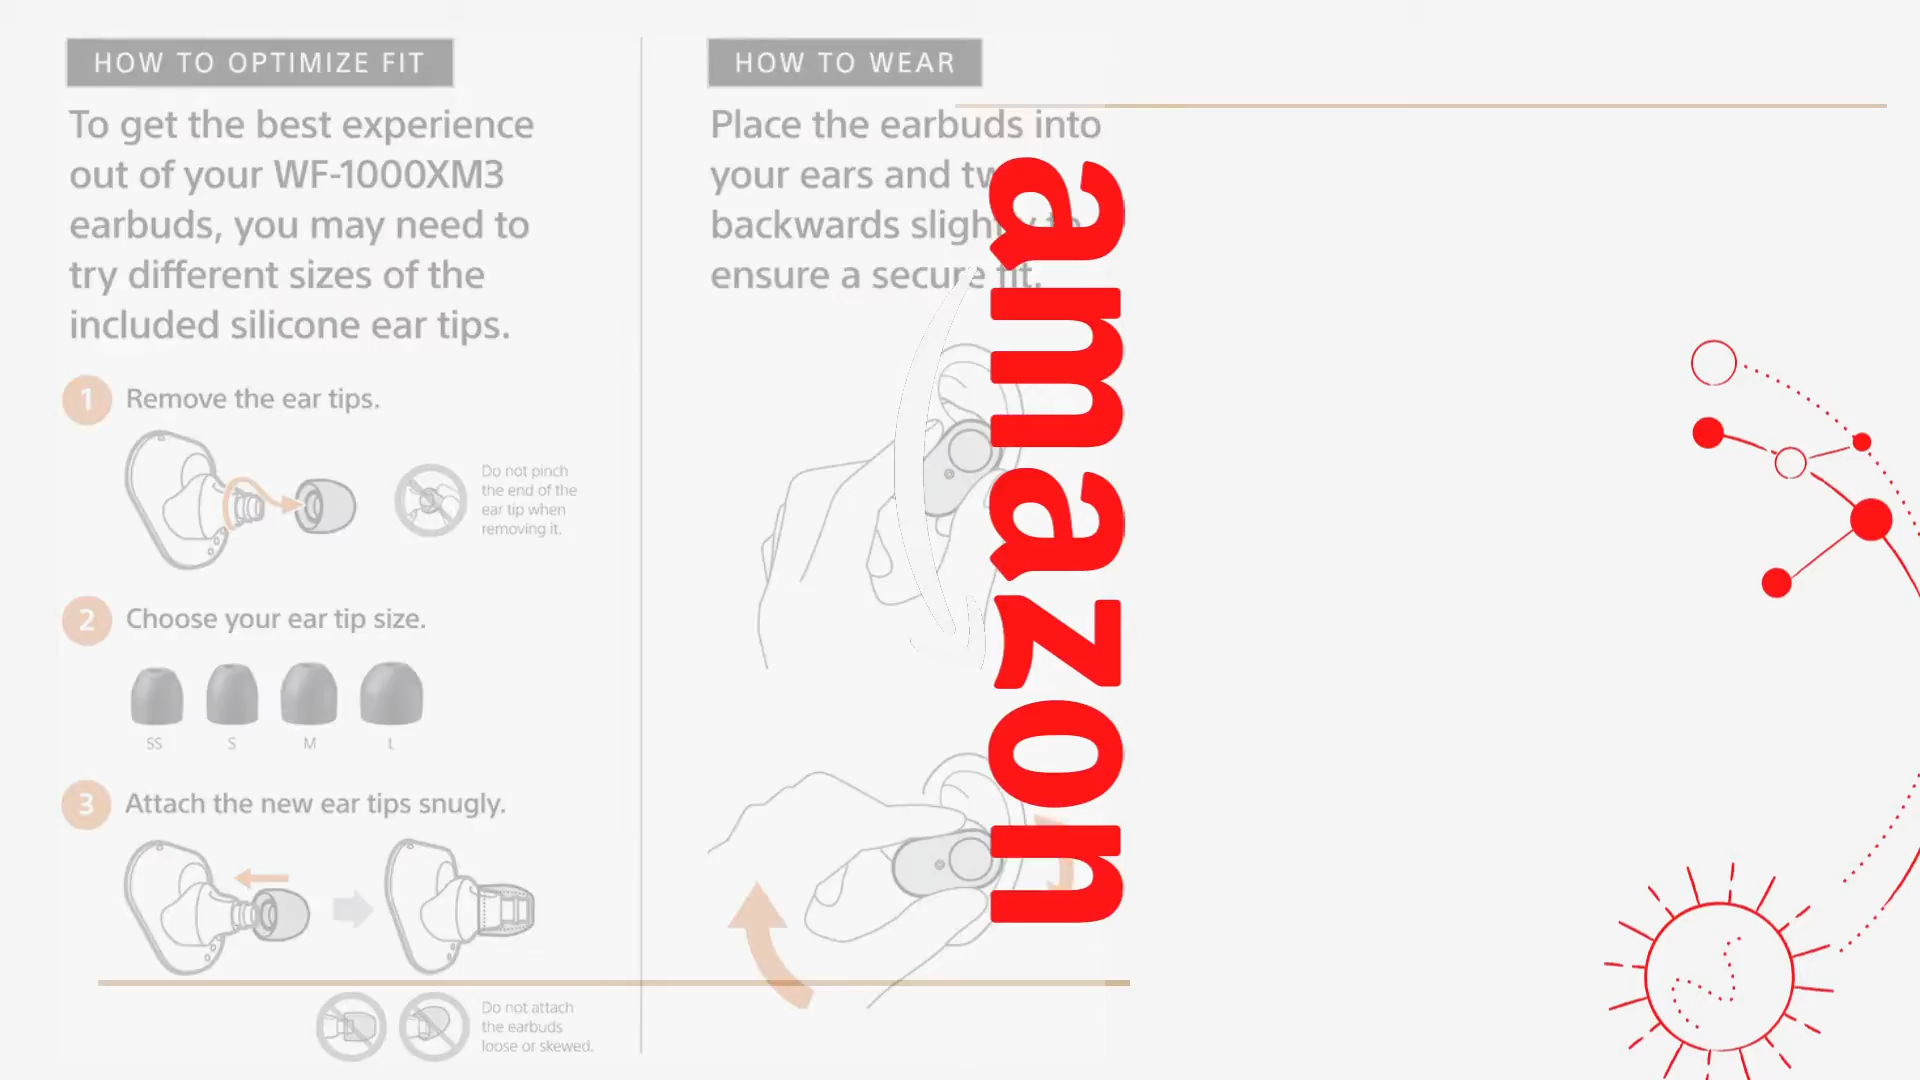 HOW TO OPTIMIZE FIT
To get the best experience
out of your WF-1000XM3
earbuds, you may need to
try different sizes of the
included silicone ear tips.
1 Remove the ear tips.
Do not pinch
the end of the
ear tip when
removing it.
2 Choose your ear tip size.
SS S M L
3 Attach the new ear tips snugly.
Do not attach
the earbuds
loose or skewed.
HOW TO WEAR
Place the earbuds into
your ears and
backwards
ensure a secure fit.
amazon